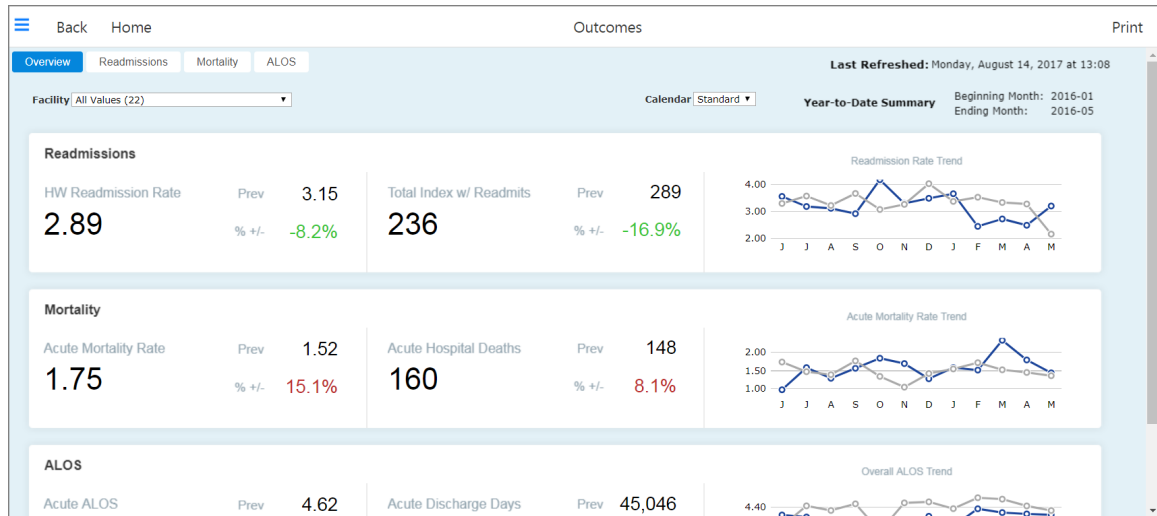 Back Home Outcomes Print
Overview Readmissions Mortality ALOS
Last Refreshed: Monday, August 14, 2017 at 13:08
Facility All Values (22) Calendar Standard Year-to-Date Summary Beginning Month: 2016-01
Ending Month: 2016-05
Readmissions
HW Readmission Rate Prev 3.15
2.89 % +/- -8.2%
Total Index w/ Readmits Prev 289
236 % +/- -16.9%
Readmission Rate Trend
4.00
3.00
2.00
J J A S O N D J F M A M
Mortality
Acute Mortality Rate Prev 1.52
1.75 % +/- 15.1%
Acute Hospital Deaths Prev 148
160 % +/- 8.1%
Acute Mortality Rate Trend
2.00
1.50
1.00
J J A S O N D J F M A M
ALOS
Acute ALOS Prev 4.62
Acute Discharge Days Prev 45,046
Overall ALOS Trend
4.40